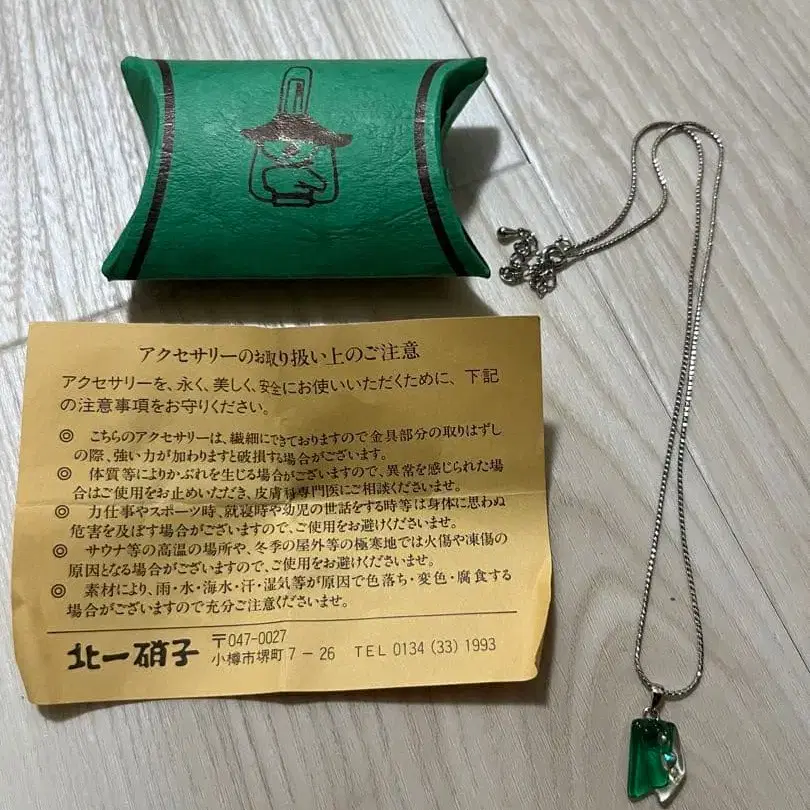 アクセサリーのお取り扱い上のご注意
アクセサリーを、永く、美しく、安全にお使いいただくために、下記
の注意事項をお守りください。
◎ こちらのアクセサリーは、繊細にできておりますので金具部分の取りはずし
の際、強い力が加わりますと破損する場合がございます。
◎ 体質等によりかぶれを生じる場合がございますので、異常を感じられた場
合はご使用をお止めいただき、皮膚科専門医にご相談くださいませ。
◎ 力仕事やスポーツ時、就寝時や幼児の世話をする時等は身体に思わぬ
危害を及ぼす場合がございますので、ご使用をお避けくださいませ。
◎ サウナ等の高温の場所や、冬季の屋外等の極寒地では火傷や凍傷の
原因となる場合がございますので、ご使用をお避けくださいませ。
◎ 素材により、雨・水・海水・汗・湿気等が原因で色落ち・変色・腐食する
場合がございますので充分ご注意くださいませ。
北一硝子
〒047-0027
小樽市堺町7-26 TEL 0134 (33) 1993